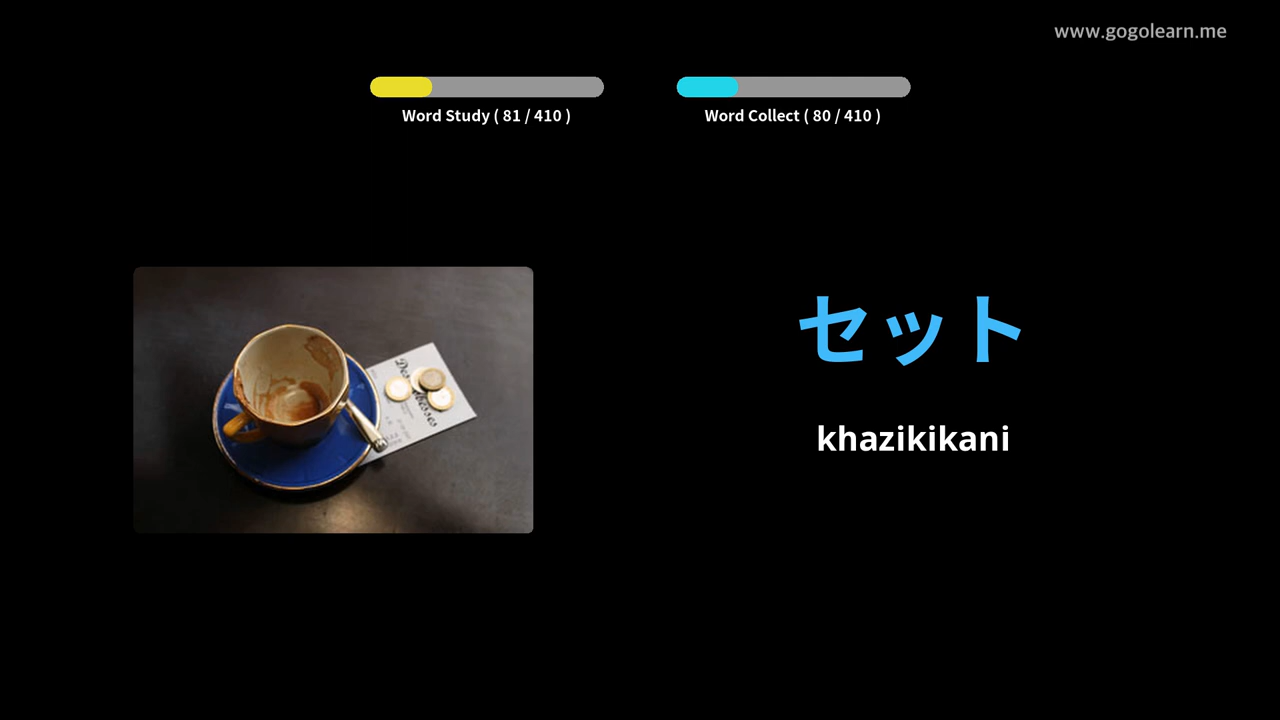 www.gogolearn.me
Word Study ( 81 / 410 )
Word Collect ( 80 / 410 )
セット
khazikikani